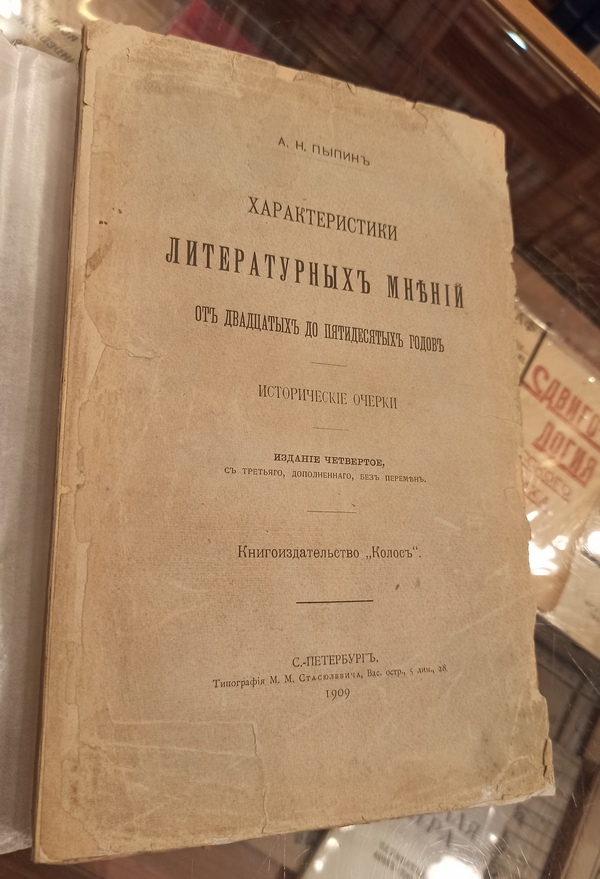 А. Н. ПЫПИНЪ
ХАРАКТЕРИСТИКИ
ЛИТЕРАТУРНЫХЪ МНѢНІЙ
ОТЪ ДВАДЦАТЫХЪ ДО ПЯТИДЕСЯТЫХЪ ГОДОВЪ
ИСТОРИЧЕСКІЕ ОЧЕРКИ
ИЗДАНІЕ ЧЕТВЕРТОЕ,
СЪ ТРЕТЬЯГО, ДОПОЛНЕННАГО, БЕЗЪ ПЕРЕМѢНЪ.
Книгоиздательство „Колосъ“.
С.-ПЕТЕРБУРГЪ.
Типографія М. М. Стасюлевича, Вас. остр., 5 лин., 28.
1909
СДВИГО
ЛОГИЯ